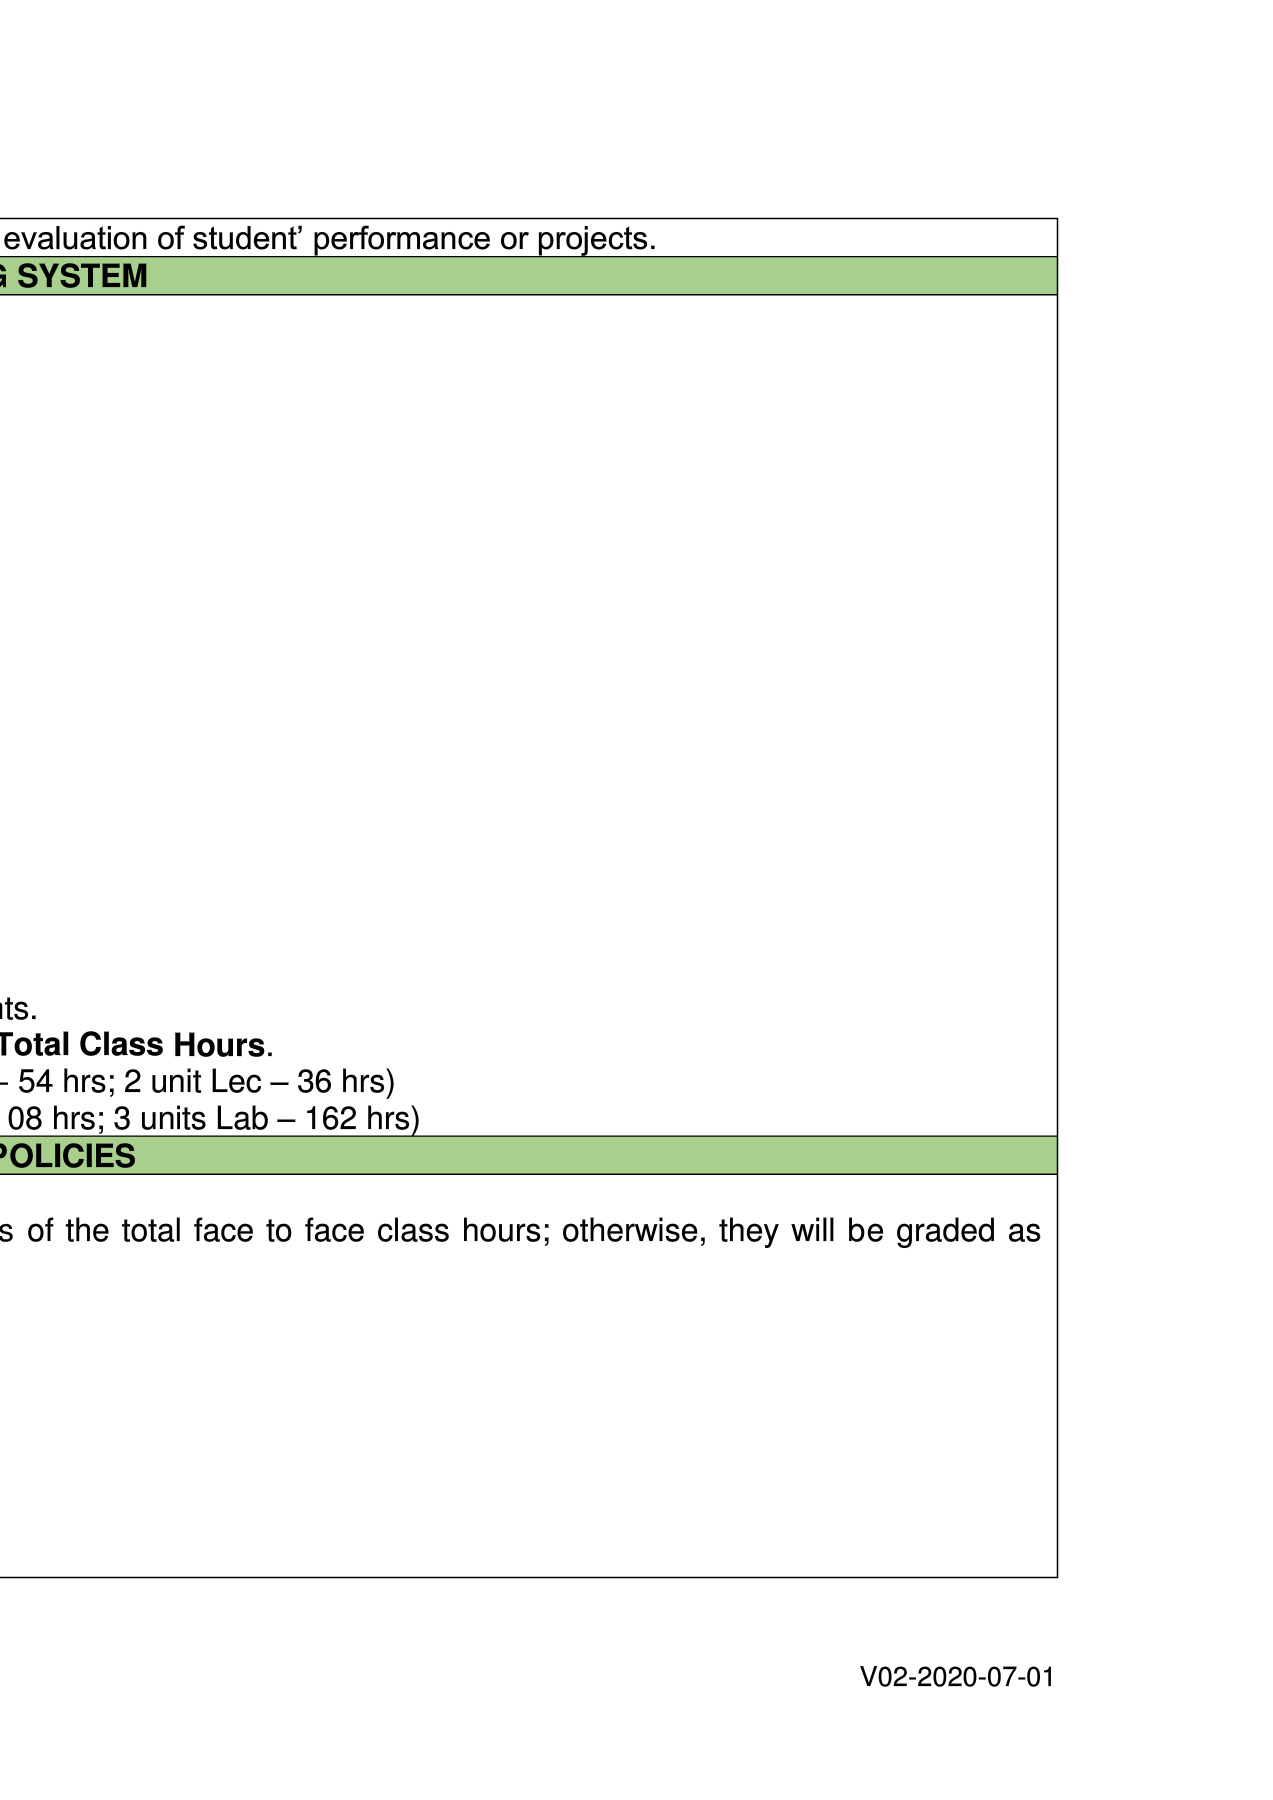 evaluation of student’ performance or projects.
G SYSTEM
nts.
Total Class Hours.
– 54 hrs; 2 unit Lec – 36 hrs)
08 hrs; 3 units Lab – 162 hrs)
POLICIES
s of the total face to face class hours; otherwise, they will be graded as
V02-2020-07-01